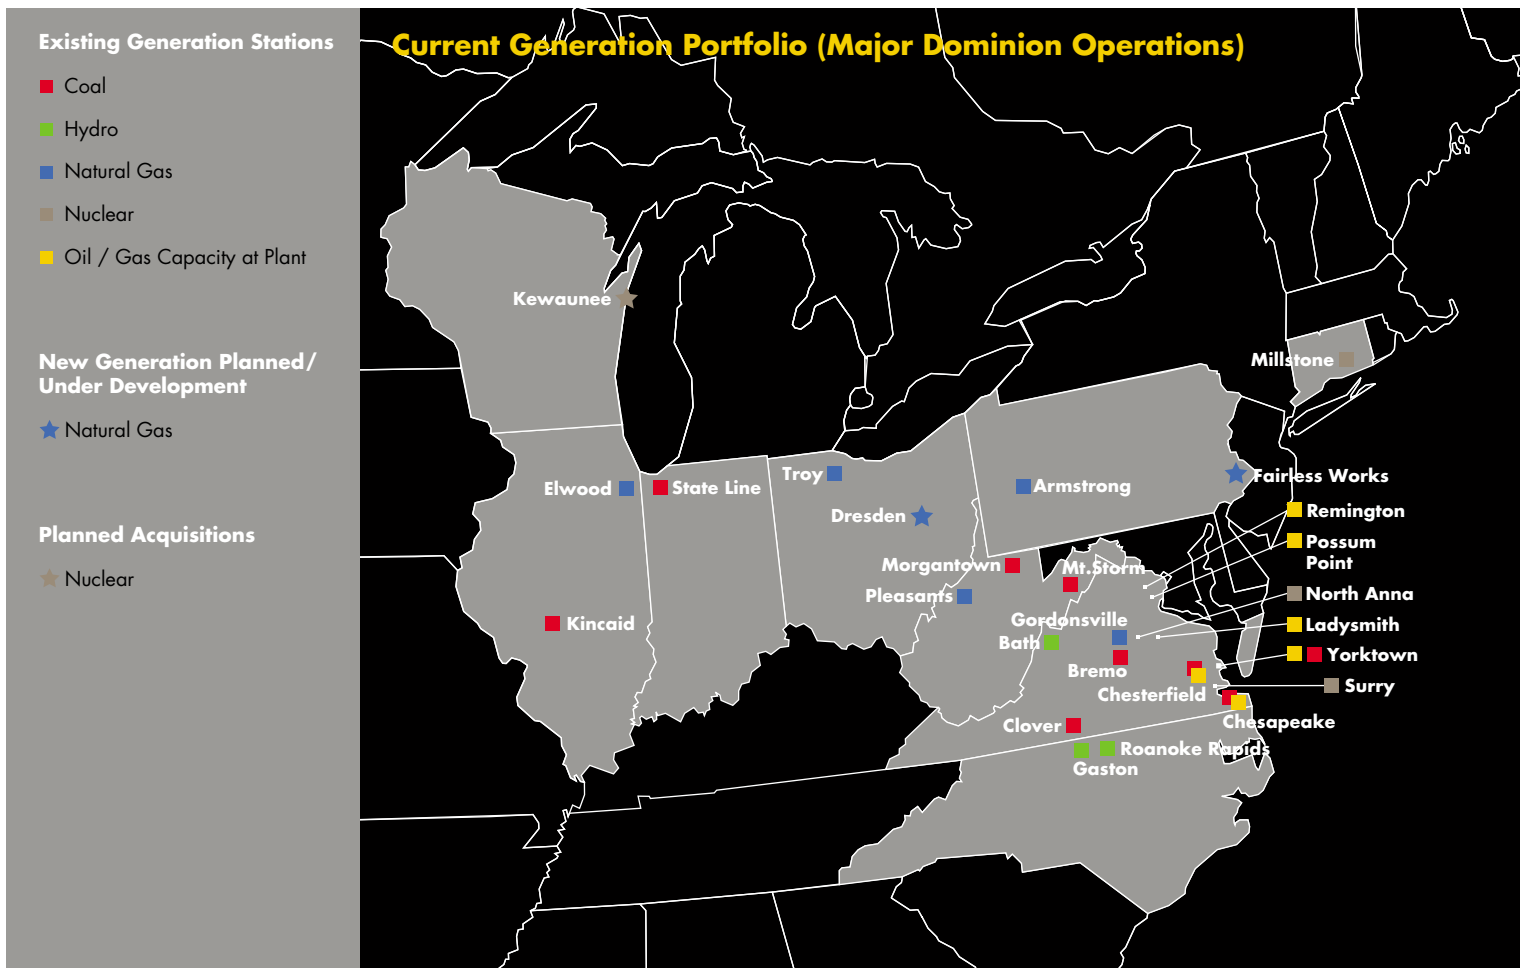 Existing Generation Stations
Coal
Hydro
Natural Gas
Nuclear
Oil / Gas Capacity at Plant
New Generation Planned/
Under Development
Natural Gas
Planned Acquisitions
Nuclear
Current Generation Portfolio (Major Dominion Operations)
Kewaunee
Millstone
Elwood
State Line
Troy
Armstrong
Fairless Works
Dresden
Remington
Possum
Point
Morgantown
Mt.Storm
Pleasants
North Anna
Gordonsville
Ladysmith
Kincaid
Bath
Yorktown
Bremo
Surry
Chesterfield
Chesapeake
Clover
Roanoke Rapids
Gaston